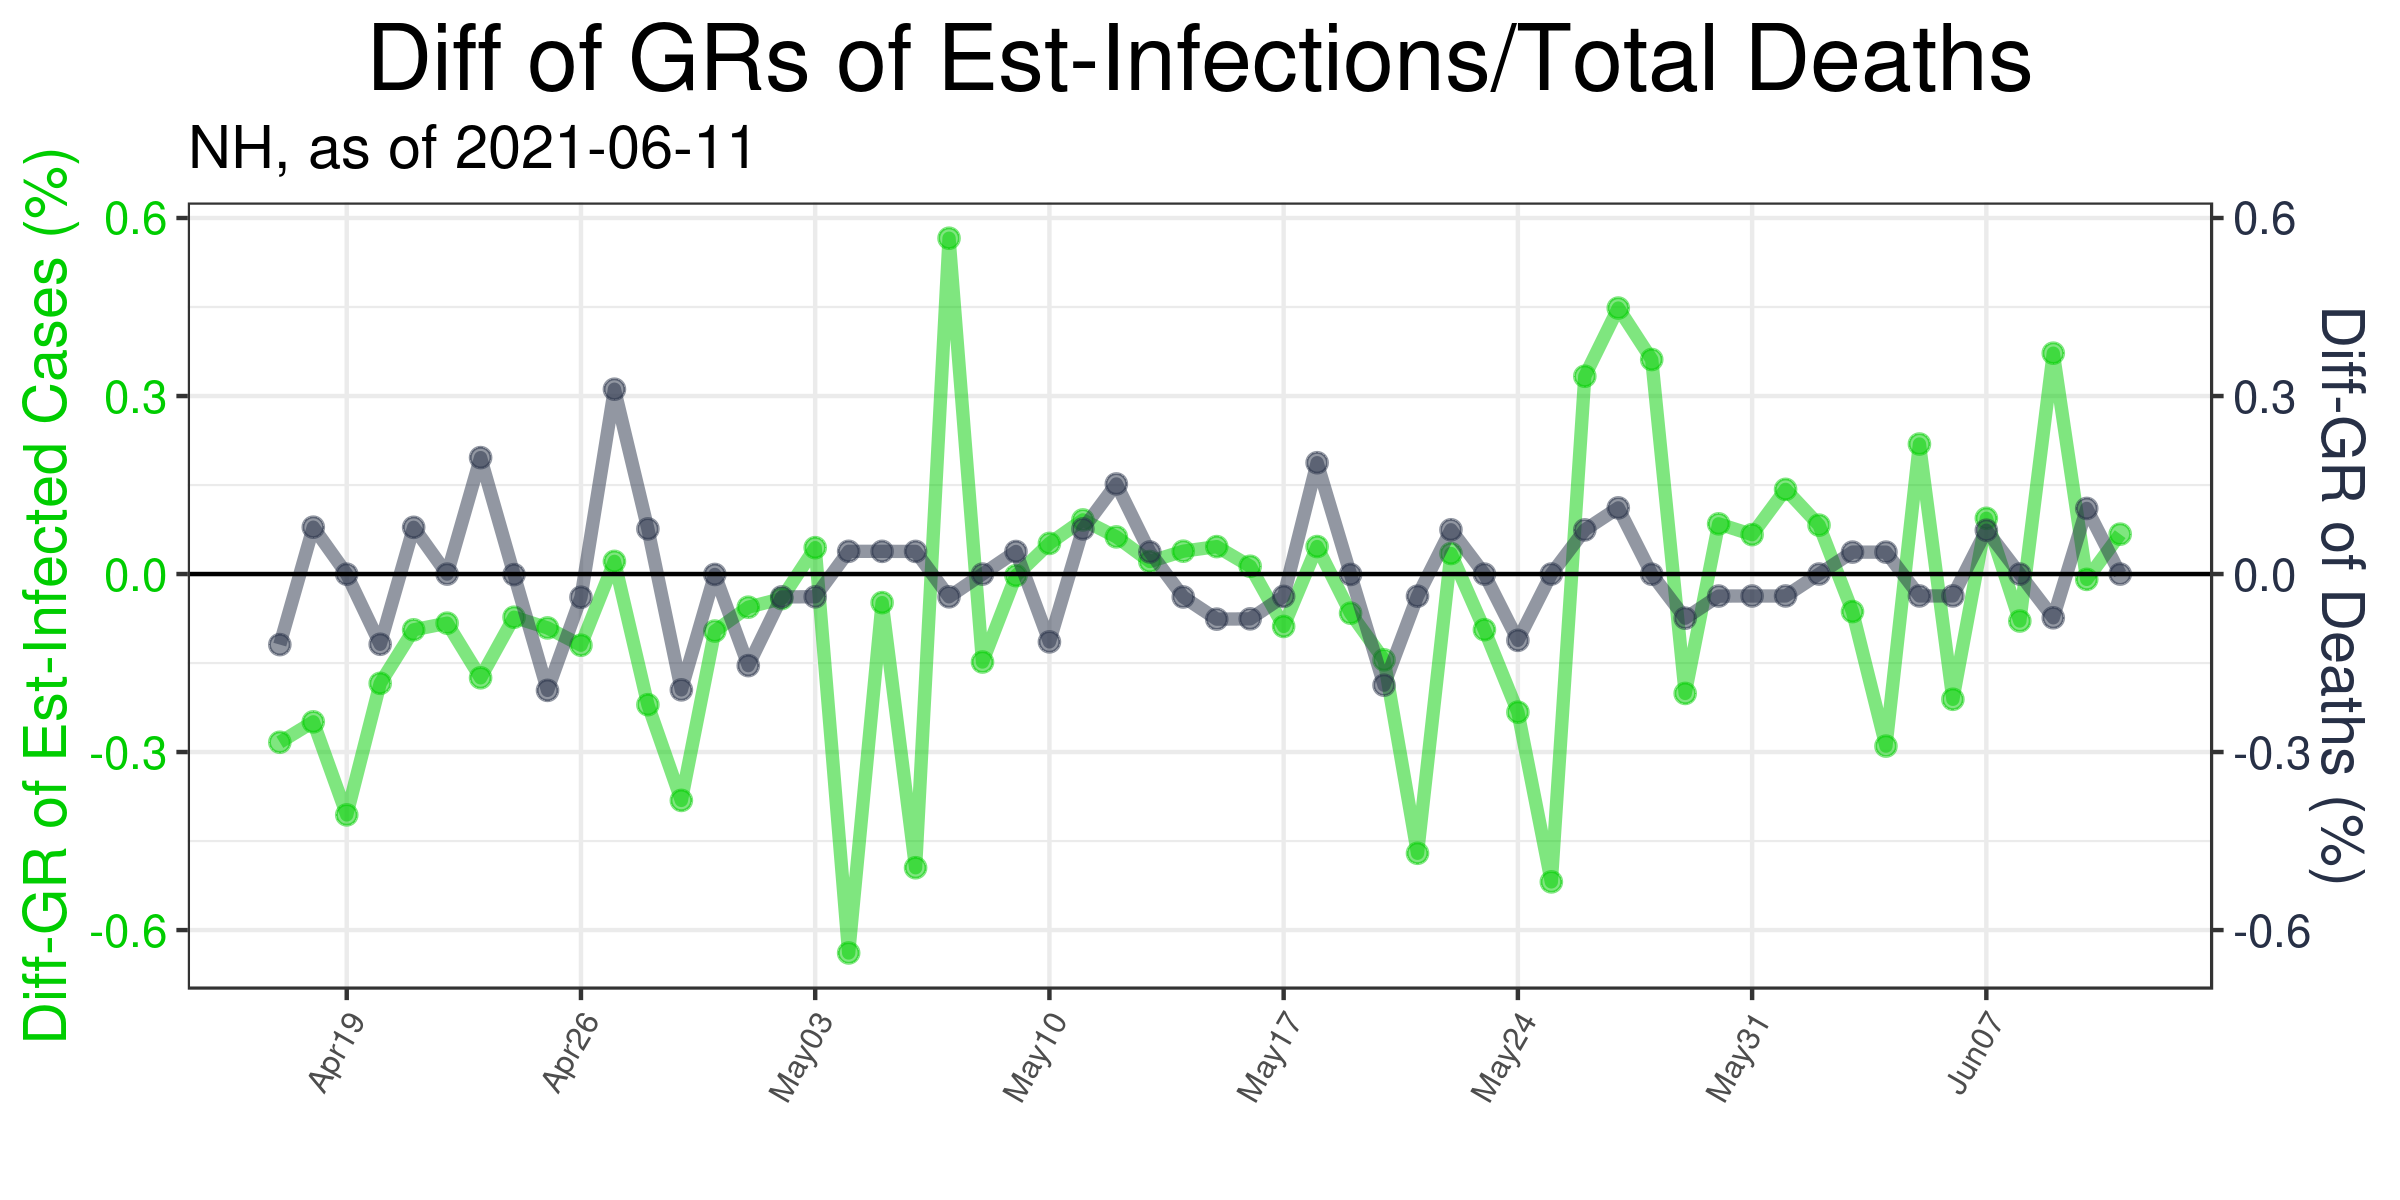 Diff of GRs of Est-Infections/Total Deaths
NH, as of 2021-06-11
Diff-GR of Est-Infected Cases (%)
0.6
0.3
0.0
-0.3
-0.6
0.6
0.3
0.0
-0.3
-0.6
Diff-GR of Deaths (%)
Apr19
Apr26
May03
May10
May17
May24
May31
Jun07